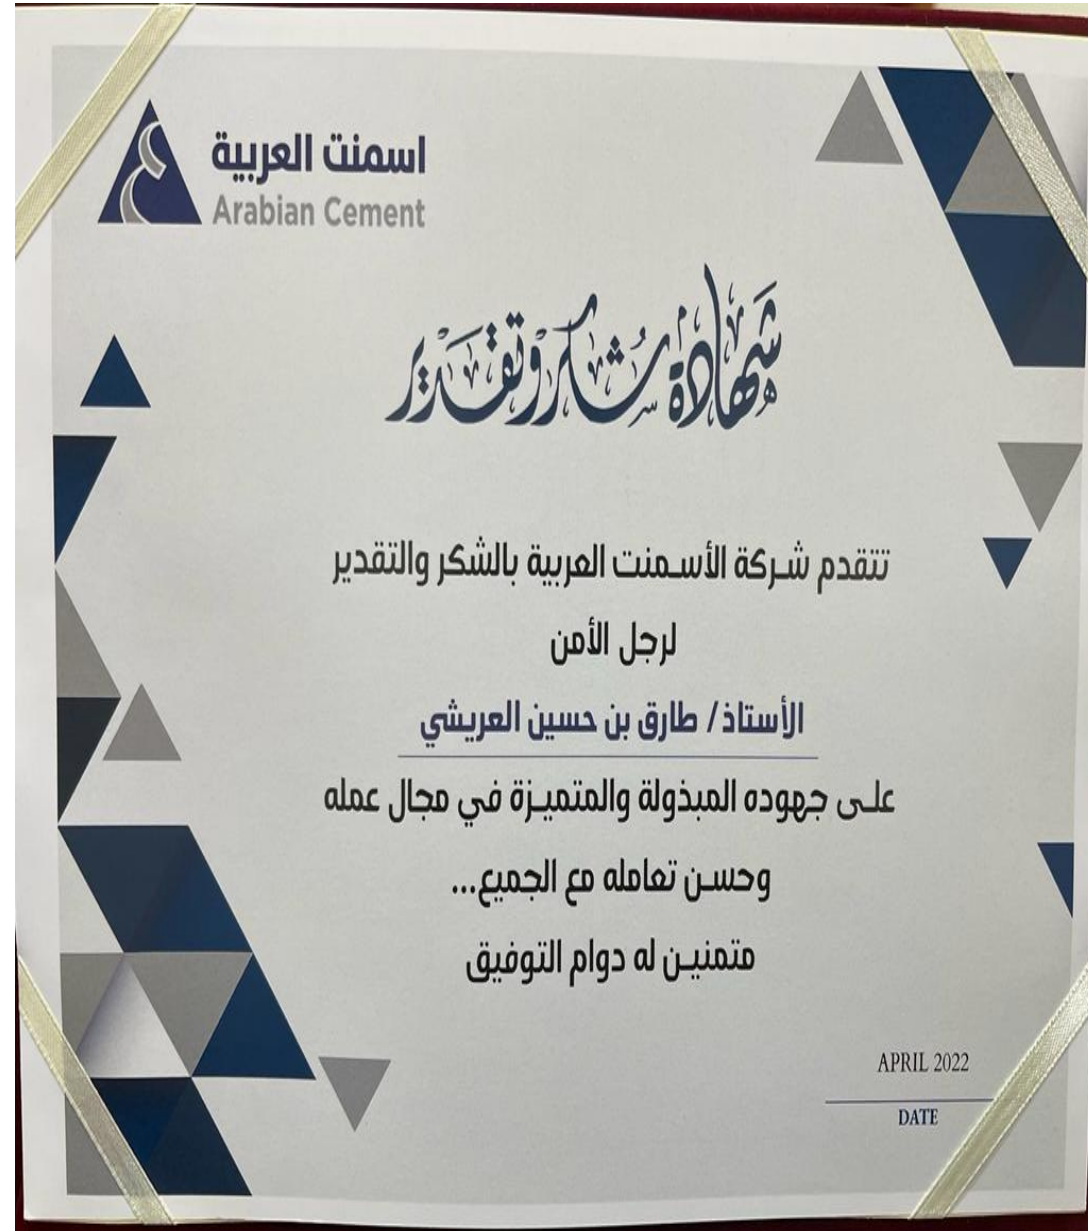 اسمنت العربية
Arabian Cement
شهادة شكر وتقدير
تتقدم شركة الأسمنت العربية بالشكر والتقدير
لرجل الأمن
الأستاذ/ طارق بن حسين العريشي
على جهوده المبذولة والمتميزة في مجال عمله
وحسن تعامله مع الجميع...
متمنين له دوام التوفيق
APRIL 2022
DATE